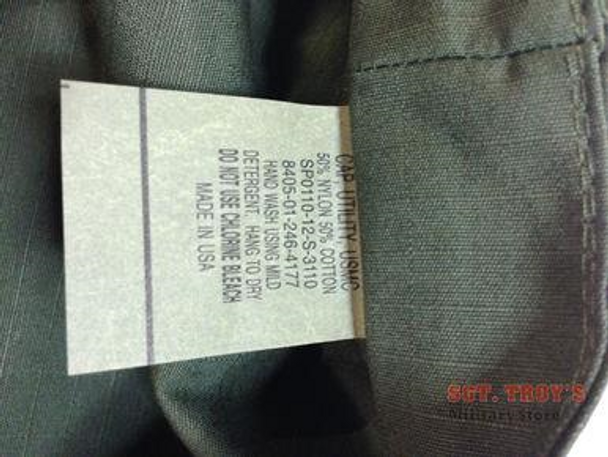 CAP UTILITY, USMC
50% NYLON 50% COTTON
SP0110-12-S-3110
8405-01-246-4177
HAND WASH USING MILD
DETERGENT. HANG TO DRY
DO NOT USE CHLORINE BLEACH
MADE IN USA
SGT. TROY'S
Military Store